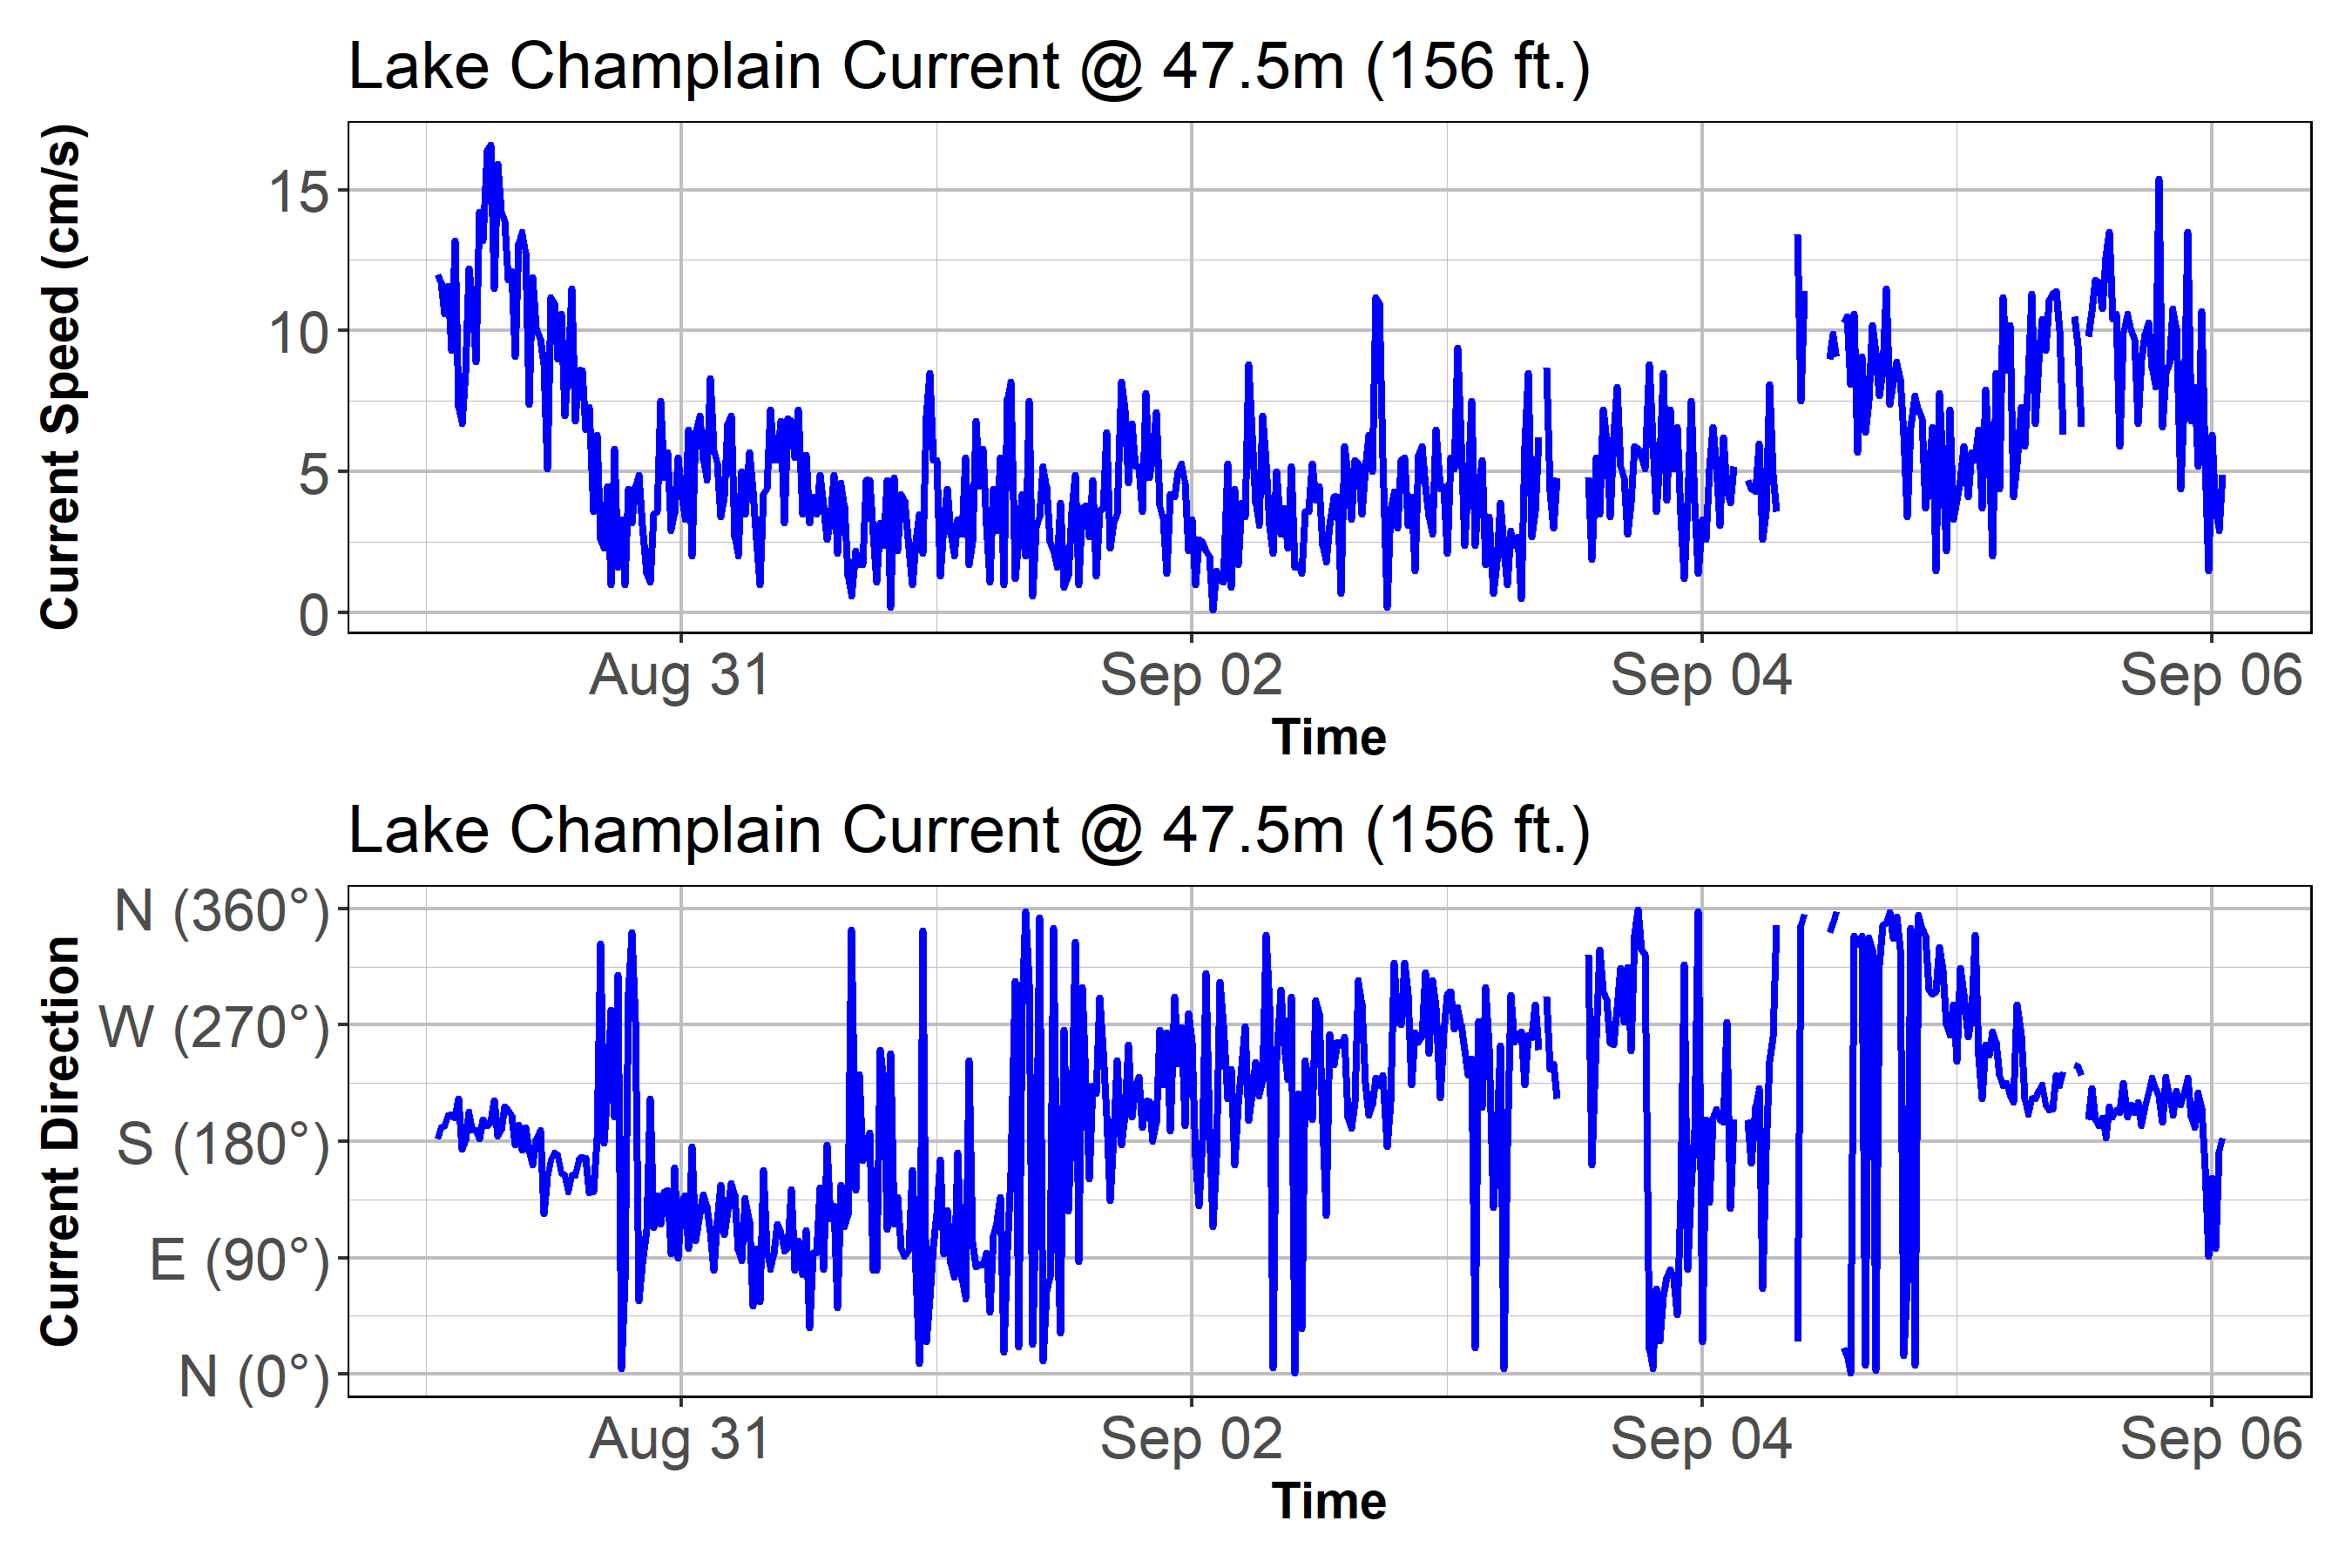 Lake Champlain Current @ 47.5m (156 ft.)
Current Speed (cm/s)
15
10
5
0
Aug 31 Sep 02 Sep 04 Sep 06
Time
Lake Champlain Current @ 47.5m (156 ft.)
Current Direction
N (360°)
W (270°)
S (180°)
E (90°)
N (0°)
Aug 31 Sep 02 Sep 04 Sep 06
Time